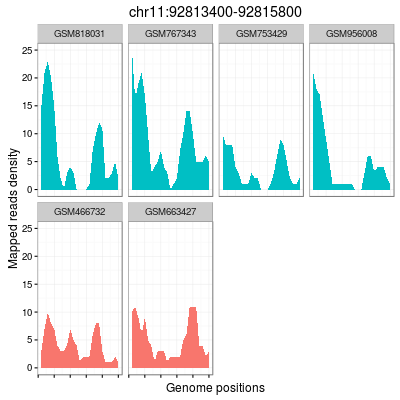 chr11:92813400-92815800
GSM818031 GSM767343 GSM753429 GSM956008
25
20
15
10
5
0
GSM466732 GSM663427
25
20
15
10
5
0
Mapped reads density
Genome positions